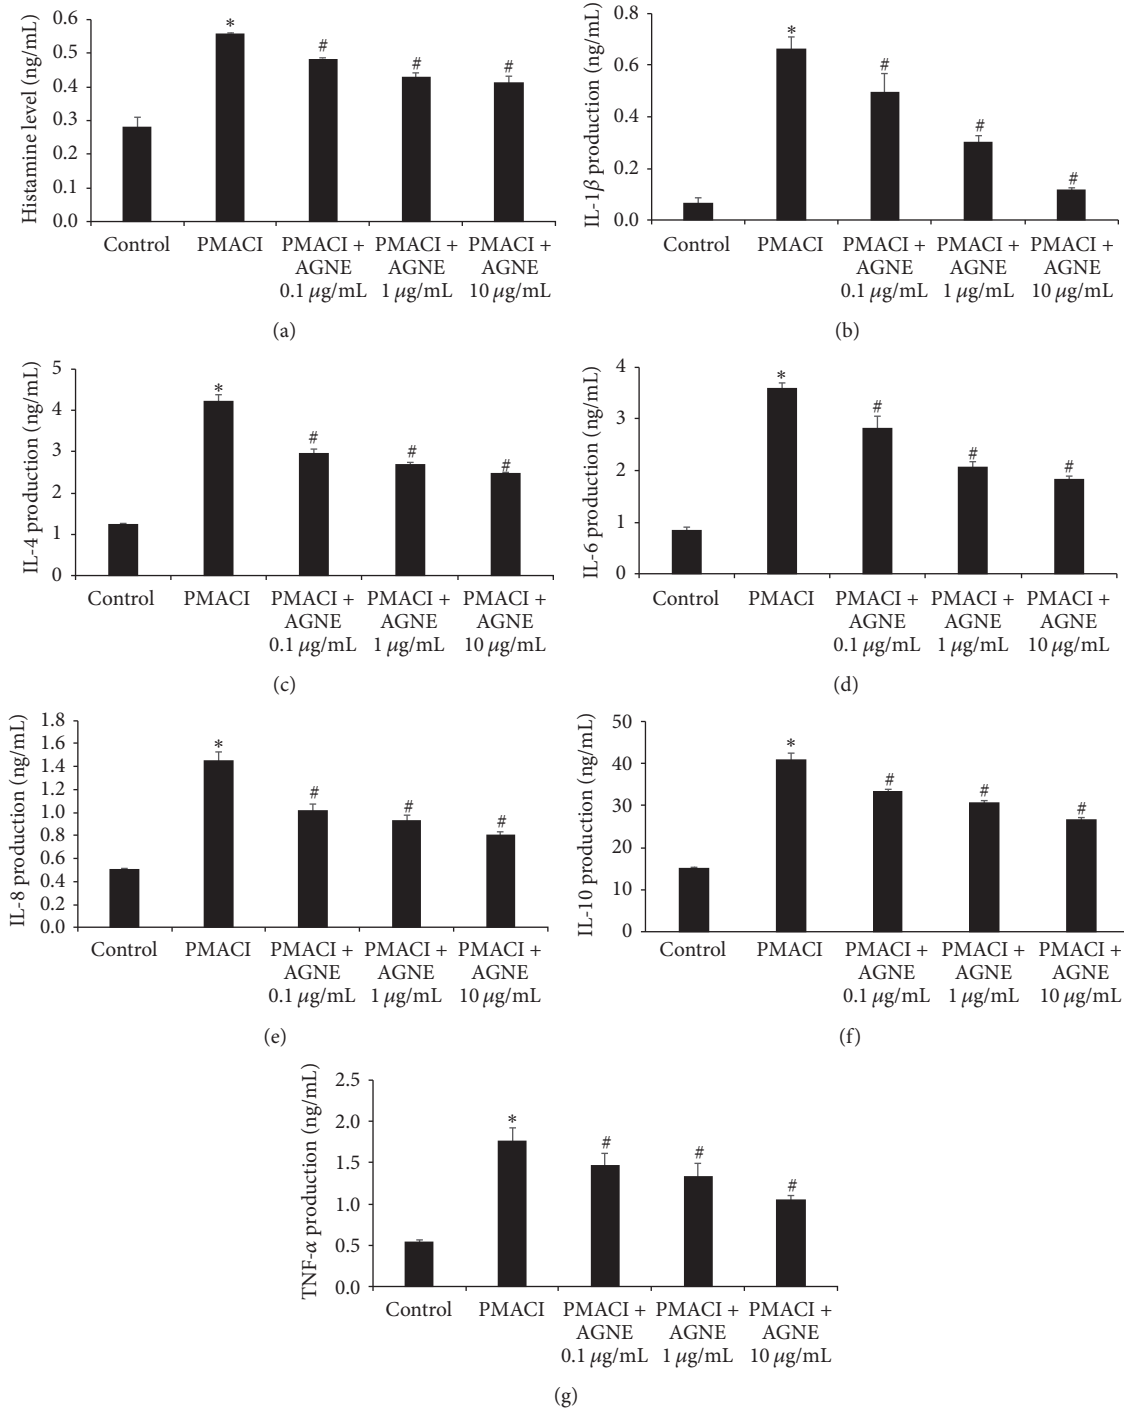 Histamine level (ng/mL)
0.6
0.5
0.4
0.3
0.2
0.1
0.0
*
#
#
#
Control
PMACI
PMACI +
AGNE
0.1 μg/mL
PMACI +
AGNE
1 μg/mL
PMACI +
AGNE
10 μg/mL
(a)
IL-1β production (ng/mL)
0.8
0.6
0.4
0.2
0.0
*
#
#
#
Control
PMACI
PMACI +
AGNE
0.1 μg/mL
PMACI +
AGNE
1 μg/mL
PMACI +
AGNE
10 μg/mL
(b)
IL-4 production (ng/mL)
5
4
3
2
1
0
*
#
#
#
Control
PMACI
PMACI +
AGNE
0.1 μg/mL
PMACI +
AGNE
1 μg/mL
PMACI +
AGNE
10 μg/mL
(c)
IL-6 production (ng/mL)
4
3
2
1
0
*
#
#
#
Control
PMACI
PMACI +
AGNE
0.1 μg/mL
PMACI +
AGNE
1 μg/mL
PMACI +
AGNE
10 μg/mL
(d)
IL-8 production (ng/mL)
1.8
1.6
1.4
1.2
1.0
0.8
0.6
0.4
0.2
0.0
*
#
#
#
Control
PMACI
PMACI +
AGNE
0.1 μg/mL
PMACI +
AGNE
1 μg/mL
PMACI +
AGNE
10 μg/mL
(e)
IL-10 production (ng/mL)
50
40
30
20
10
0
*
#
#
#
Control
PMACI
PMACI +
AGNE
0.1 μg/mL
PMACI +
AGNE
1 μg/mL
PMACI +
AGNE
10 μg/mL
(f)
TNF-α production (ng/mL)
2.5
2.0
1.5
1.0
0.5
0.0
*
#
#
#
Control
PMACI
PMACI +
AGNE
0.1 μg/mL
PMACI +
AGNE
1 μg/mL
PMACI +
AGNE
10 μg/mL
(g)